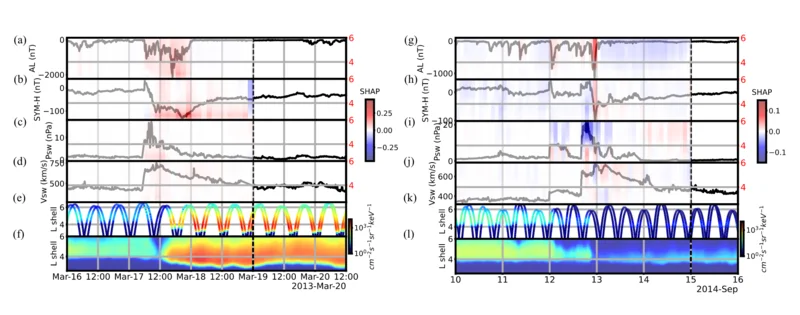 (a)
AL (nT)
0
−2000
6
4
(b)
SYM-H (nT)
0
−100
6
4
(c)
Psw (nPa)
10
0
6
4
(d)
Vsw (km/s)
750
500
6
4
SHAP
0.25
0.00
−0.25
(e)
L shell
6
4
(f)
L shell
6
4
cm⁻²s⁻¹sr⁻¹keV⁻¹
Mar-16 12:00 Mar-17 12:00 Mar-18 12:00 Mar-19 12:00 Mar-20 12:00
2013-Mar-20
(g)
AL (nT)
0
−1000
6
4
(h)
SYM-H (nT)
0
−100
6
4
(i)
Psw (nPa)
0
6
4
(j)
Vsw (km/s)
600
400
6
4
SHAP
0.1
0.0
−0.1
(k)
L shell
6
4
(l)
L shell
6
4
cm⁻²s⁻¹sr⁻¹keV⁻¹
10 11 12 13 14 15 16
2014-Sep